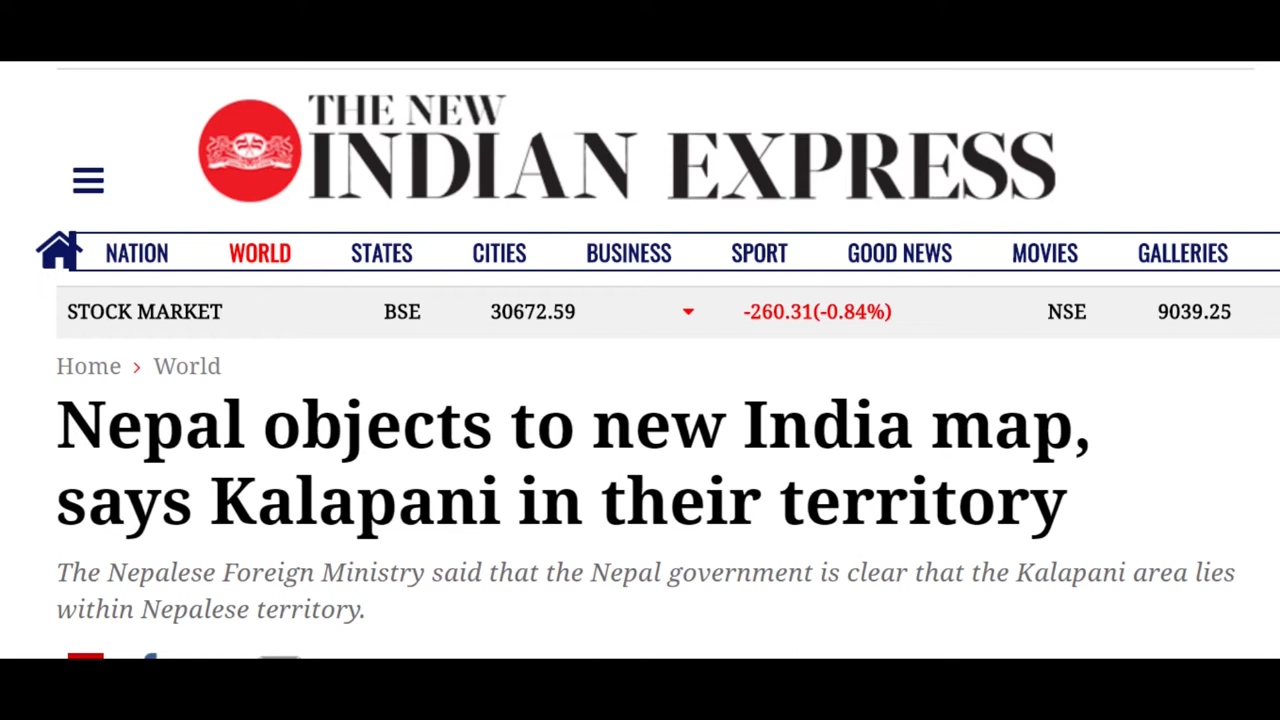 THE NEW
INDIAN EXPRESS
NATION WORLD STATES CITIES BUSINESS SPORT GOOD NEWS MOVIES GALLERIES
STOCK MARKET BSE 30672.59 -260.31(-0.84%) NSE 9039.25
Home › World
Nepal objects to new India map,
says Kalapani in their territory
The Nepalese Foreign Ministry said that the Nepal government is clear that the Kalapani area lies
within Nepalese territory.